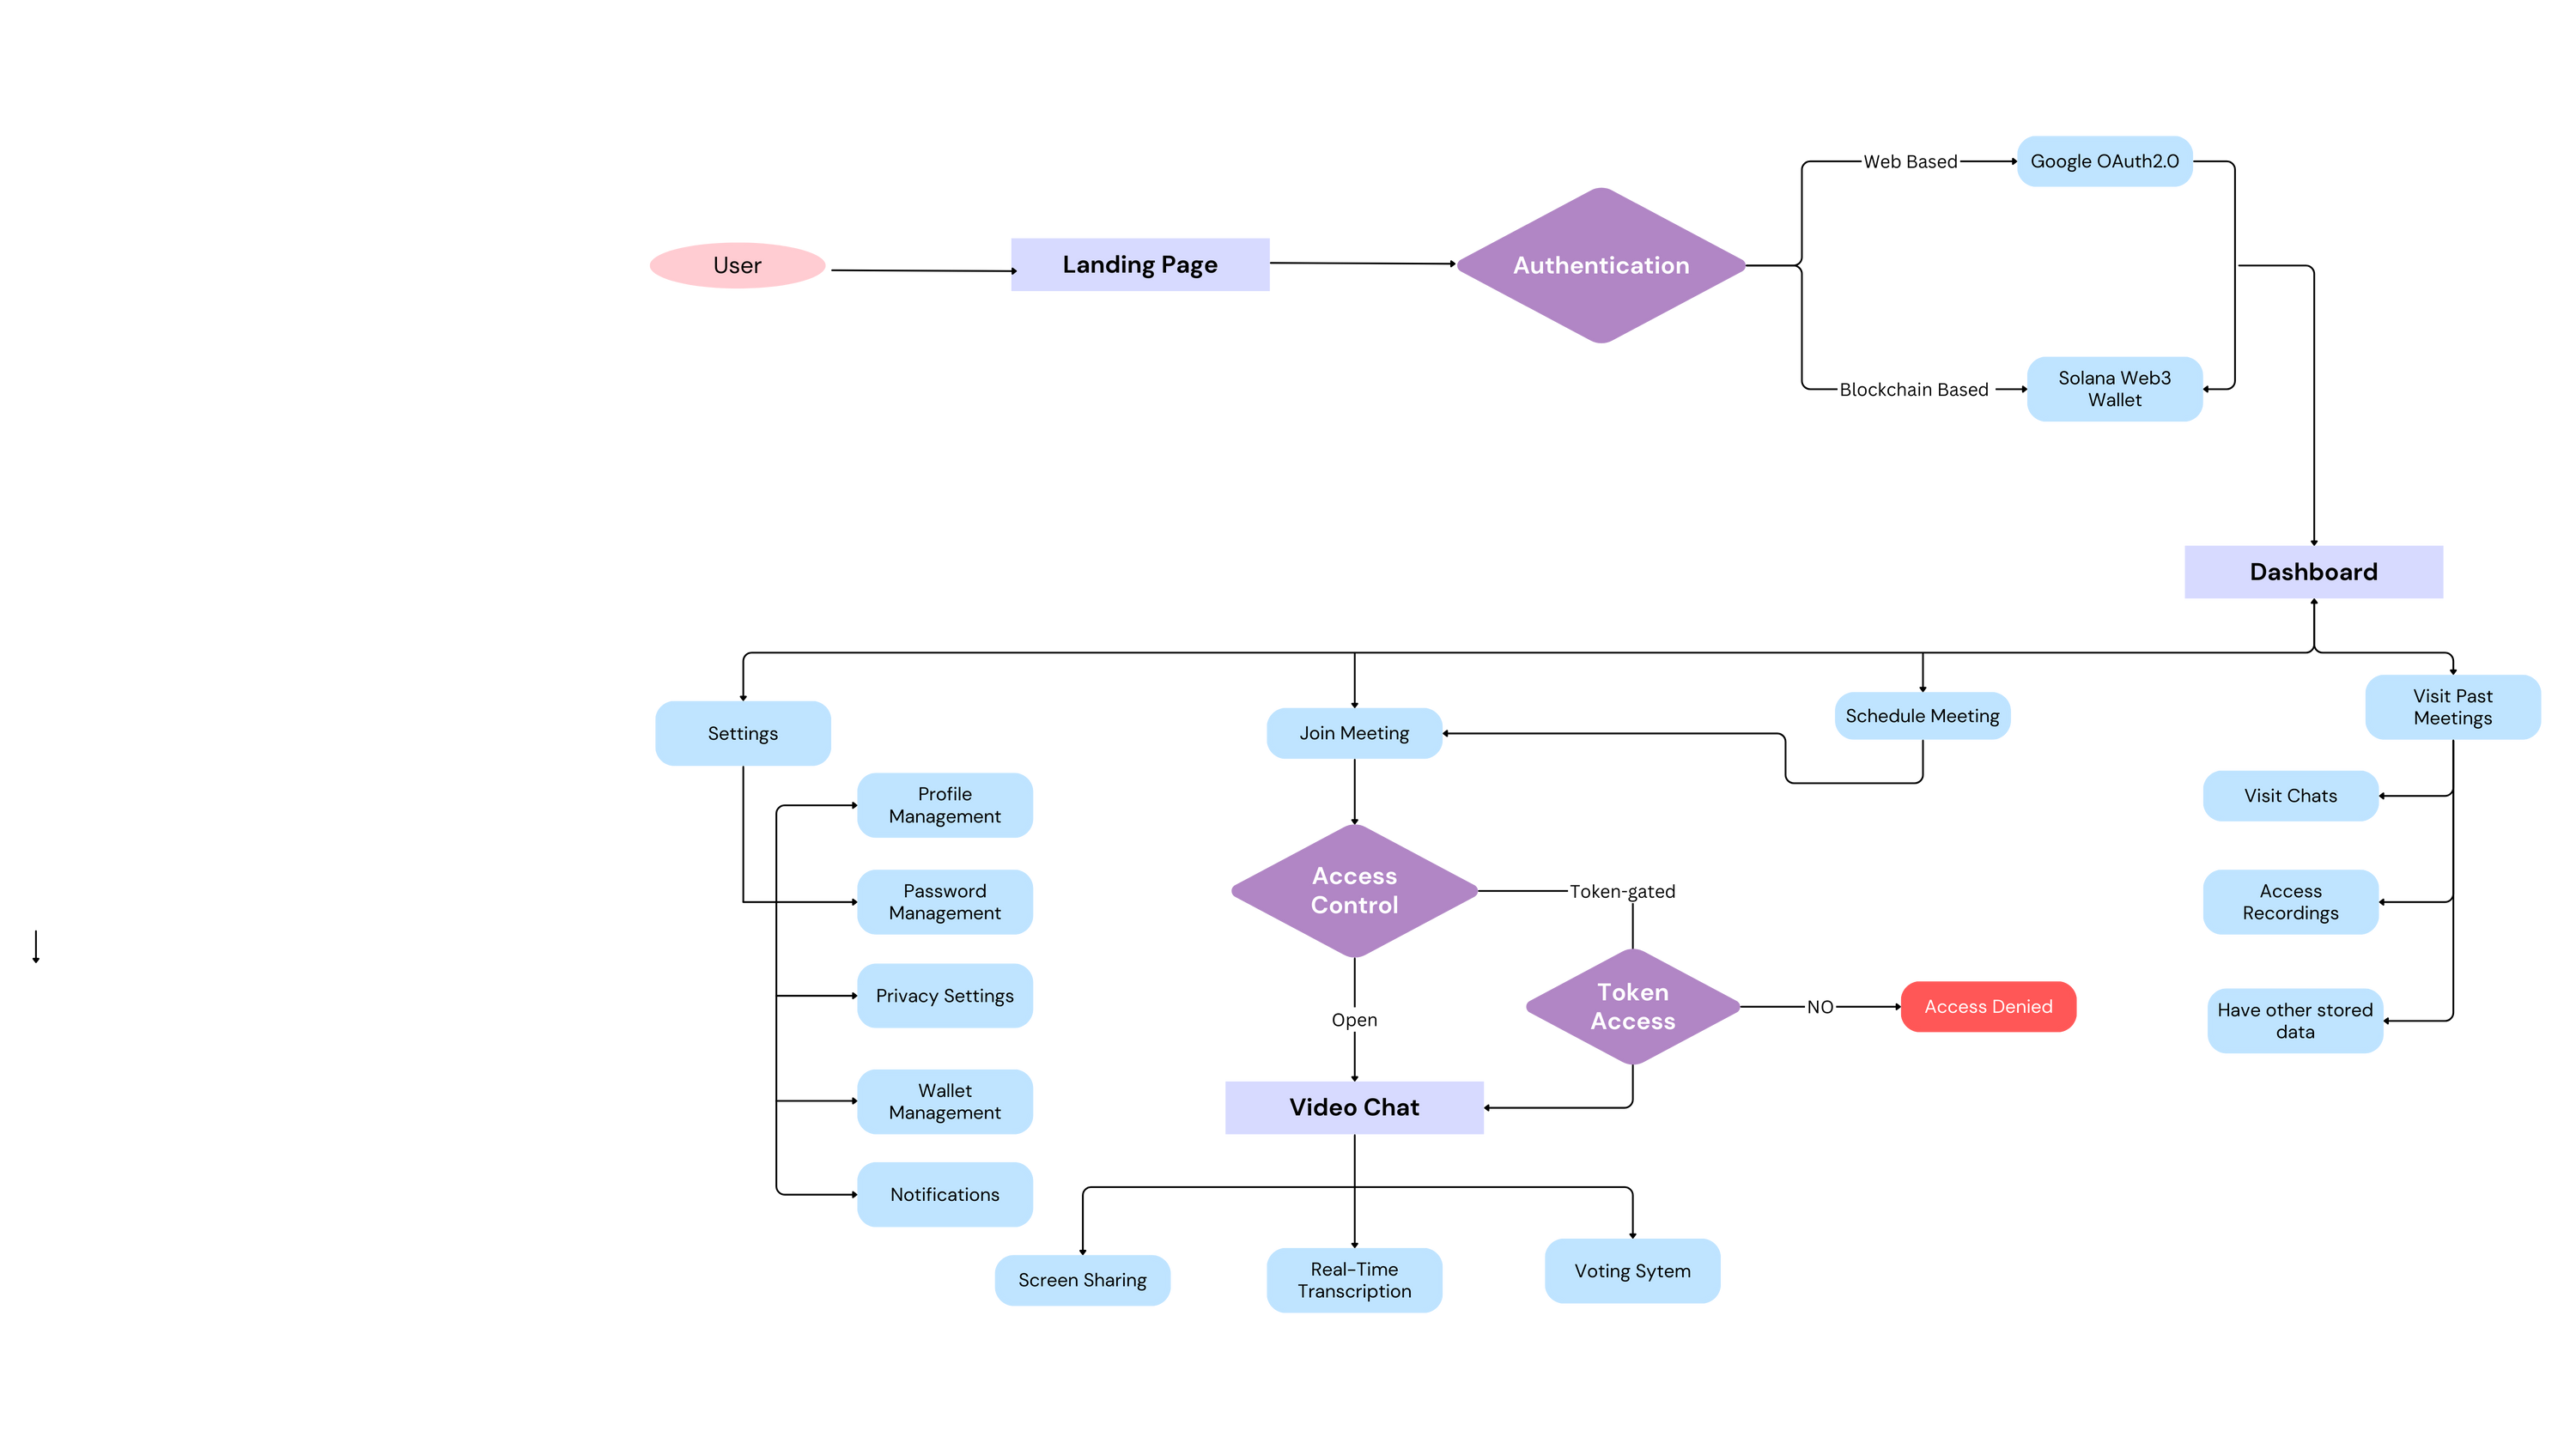 Web Based
Google OAuth2.0
User
Landing Page
Authentication
Blockchain Based
Solana Web3
Wallet
Dashboard
Settings
Join Meeting
Schedule Meeting
Visit Past
Meetings
Profile
Management
Password
Management
Privacy Settings
Wallet
Management
Notifications
Access
Control
Token-gated
Open
Token
Access
NO
Access Denied
Video Chat
Screen Sharing
Real-Time
Transcription
Voting Sytem
Visit Chats
Access
Recordings
Have other stored
data